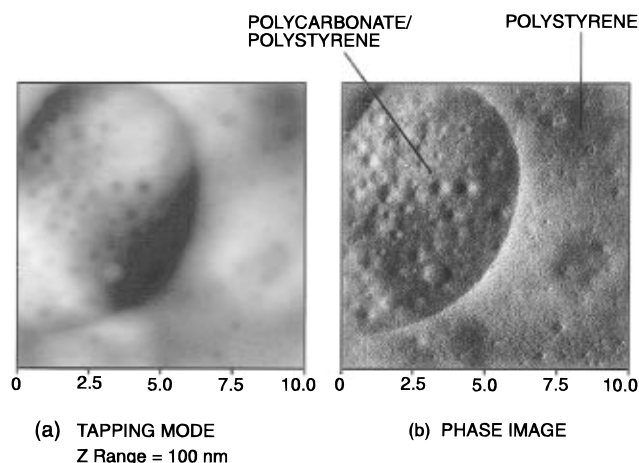 POLYCARBONATE/
POLYSTYRENE
POLYSTYRENE
0 2.5 5.0 7.5 10.0
0 2.5 5.0 7.5 10.0
(a) TAPPING MODE
Z Range = 100 nm
(b) PHASE IMAGE